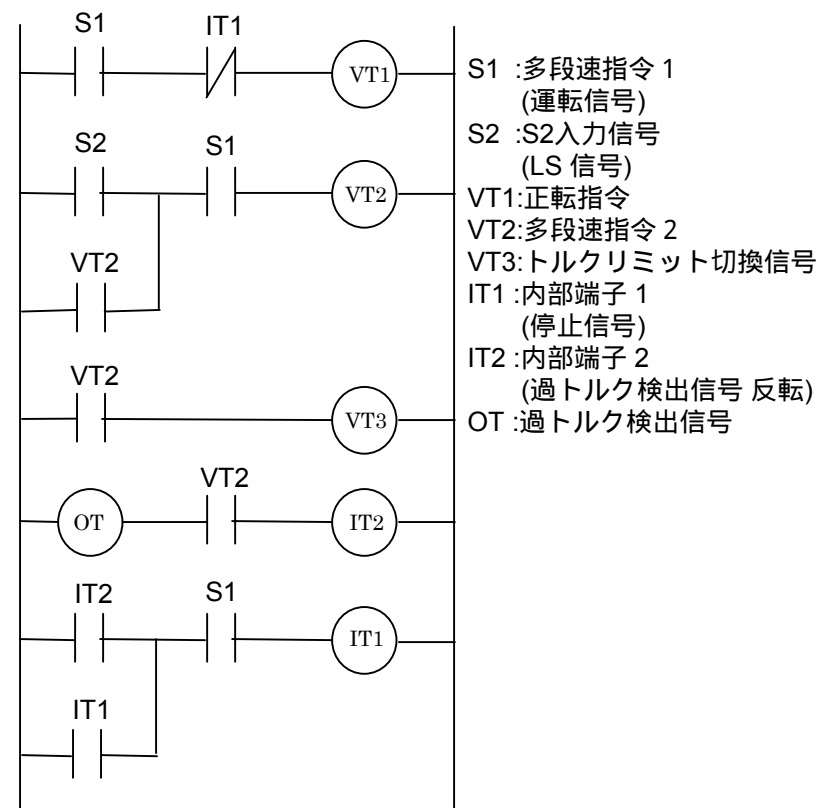 S1 IT1
VT1
S2 S1
VT2
VT2
VT2
VT3
VT2
OT IT2
IT2 S1
IT1
IT1
S1 :多段速指令 1
(運転信号)
S2 :S2入力信号
(LS 信号)
VT1:正転指令
VT2:多段速指令 2
VT3:トルクリミット切換信号
IT1 :内部端子 1
(停止信号)
IT2 :内部端子 2
(過トルク検出信号 反転)
OT :過トルク検出信号